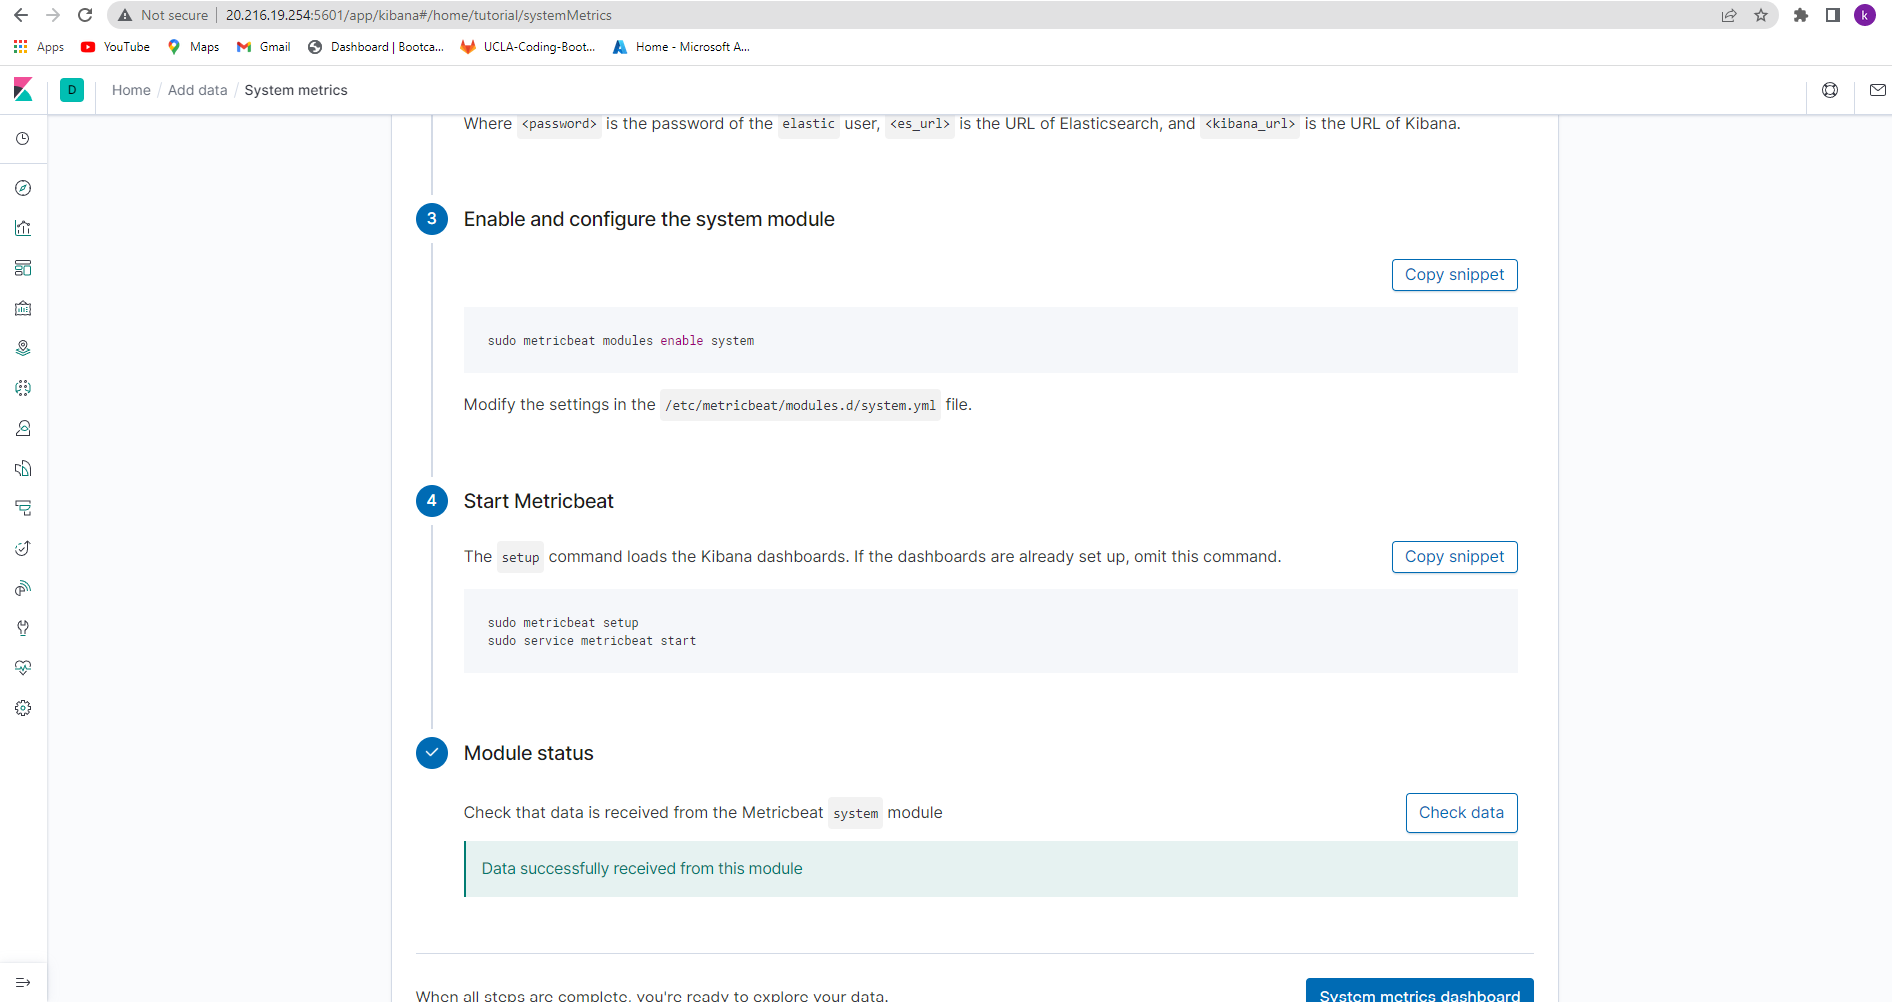 Not secure | 20.216.19.254:5601/app/kibana#/home/tutorial/systemMetrics
k
Apps YouTube Maps Gmail Dashboard | Bootca... UCLA-Coding-Boot... Home - Microsoft A...
D Home / Add data / System metrics
Where <password> is the password of the elastic user, <es_url> is the URL of Elasticsearch, and <kibana_url> is the URL of Kibana.
3 Enable and configure the system module
Copy snippet
sudo metricbeat modules enable system
Modify the settings in the /etc/metricbeat/modules.d/system.yml file.
4 Start Metricbeat
The setup command loads the Kibana dashboards. If the dashboards are already set up, omit this command.
Copy snippet
sudo metricbeat setup
sudo service metricbeat start
Module status
Check that data is received from the Metricbeat system module
Check data
Data successfully received from this module
When all steps are complete, you're ready to explore your data.
System metrics dashboard